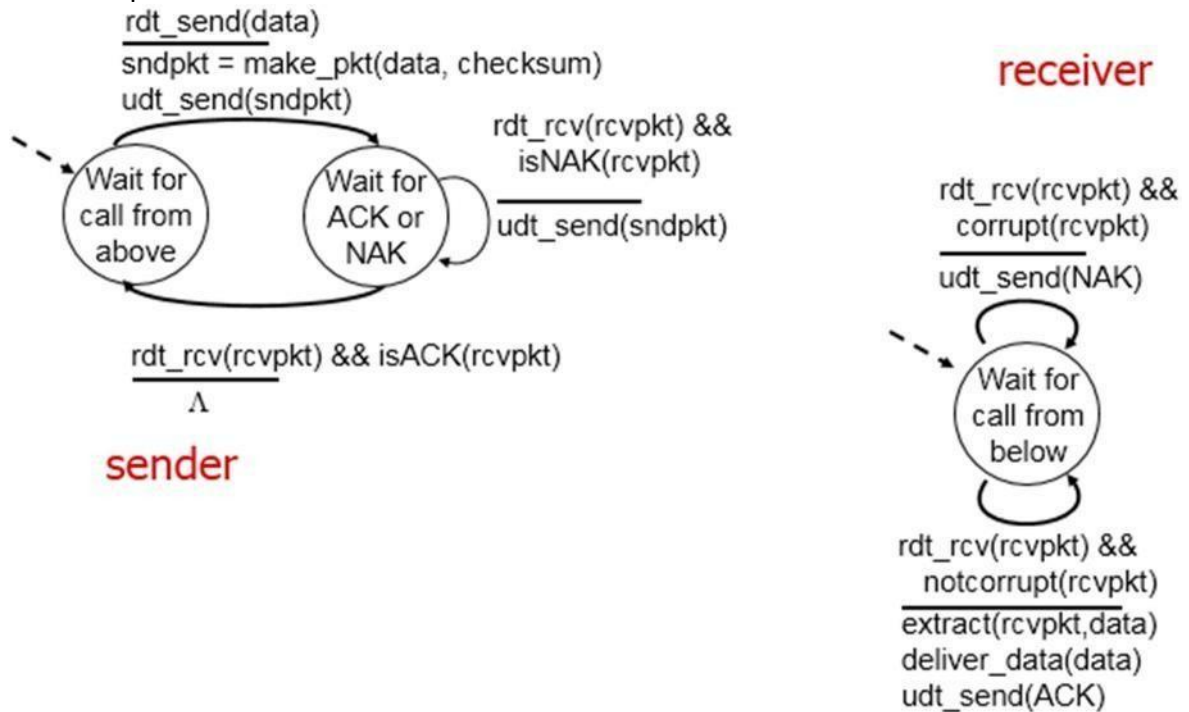 rdt_send(data)
sndpkt = make_pkt(data, checksum)
udt_send(sndpkt)
Wait for
call from
above
Wait for
ACK or
NAK
rdt_rcv(rcvpkt) &&
isNAK(rcvpkt)
udt_send(sndpkt)
rdt_rcv(rcvpkt) && isACK(rcvpkt)
Λ
sender
receiver
rdt_rcv(rcvpkt) &&
corrupt(rcvpkt)
udt_send(NAK)
Wait for
call from
below
rdt_rcv(rcvpkt) &&
notcorrupt(rcvpkt)
extract(rcvpkt,data)
deliver_data(data)
udt_send(ACK)